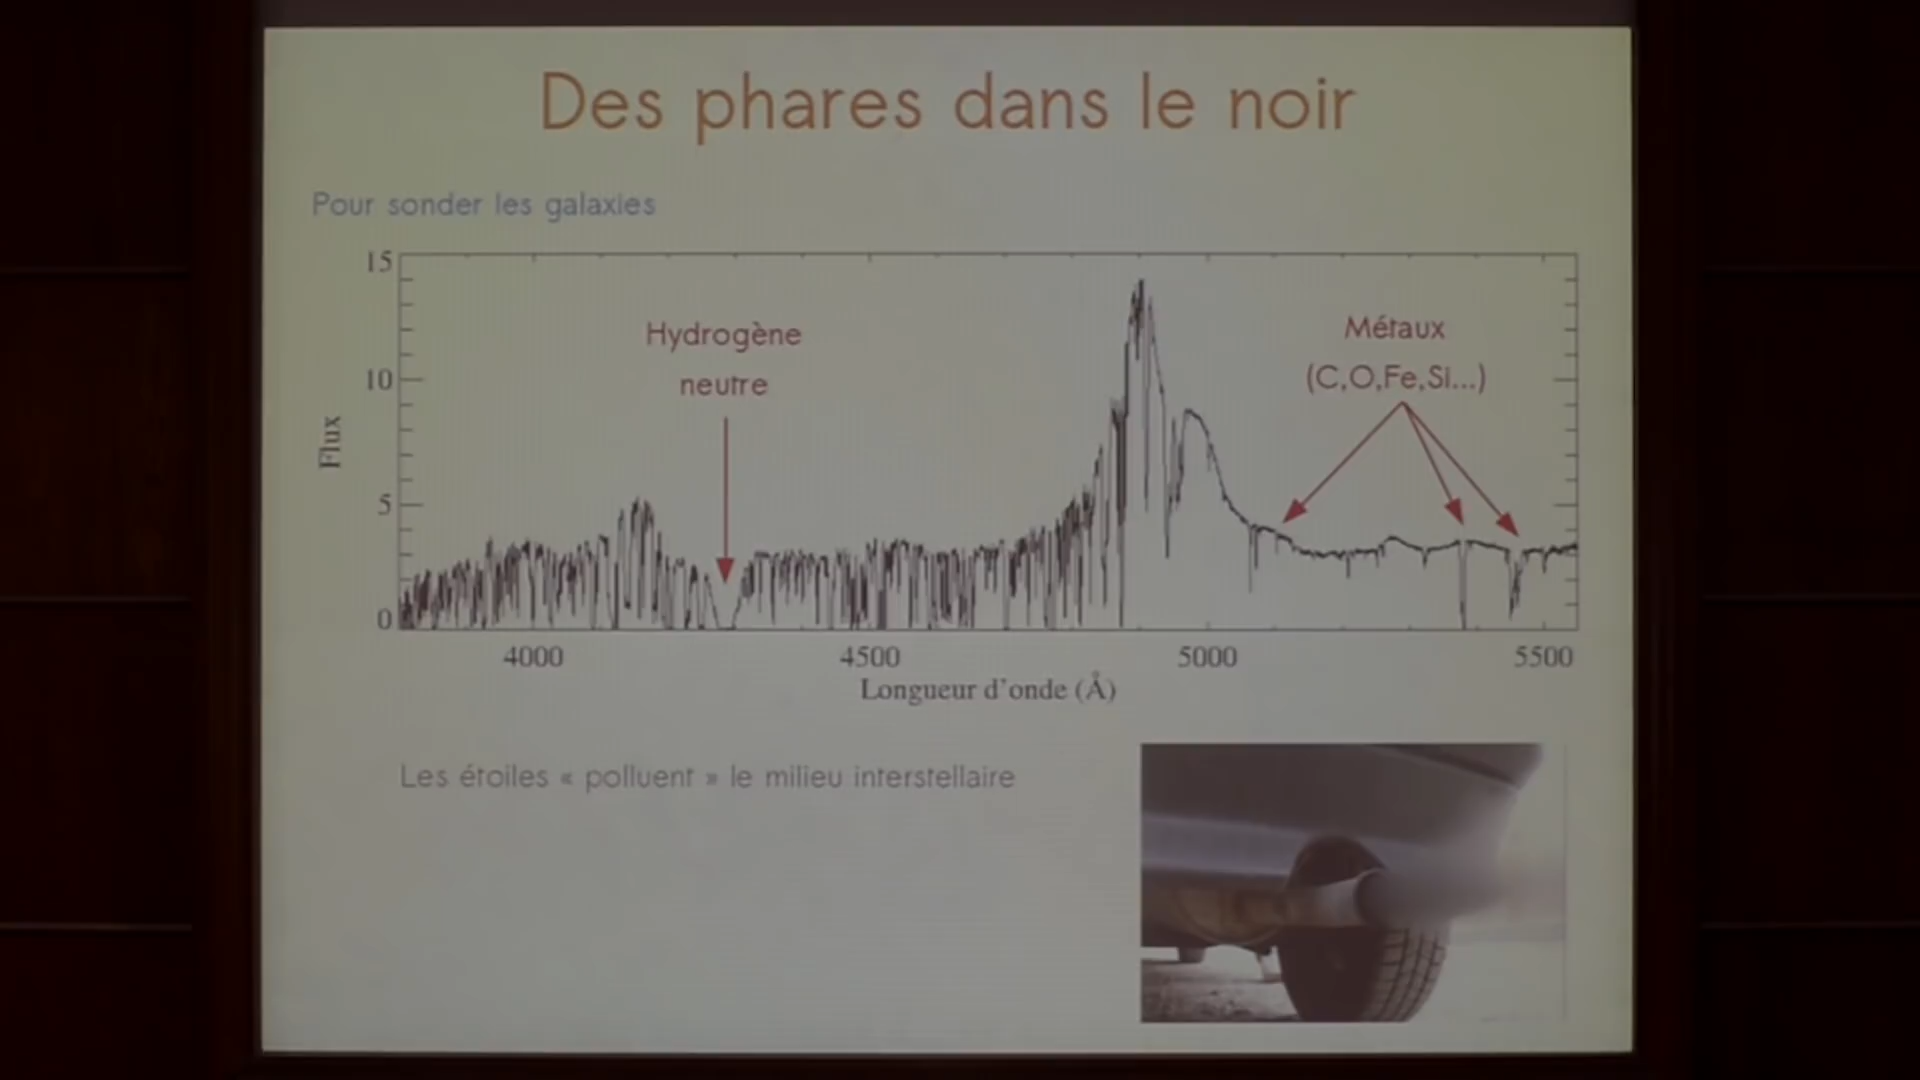 Des phares dans le noir
Pour sonder les galaxies
15
10
5
0
Flux
Hydrogène
neutre
Métaux
(C,O,Fe,Si...)
4000
4500
5000
5500
Longueur d'onde (Å)
Les étoiles « polluent » le milieu interstellaire